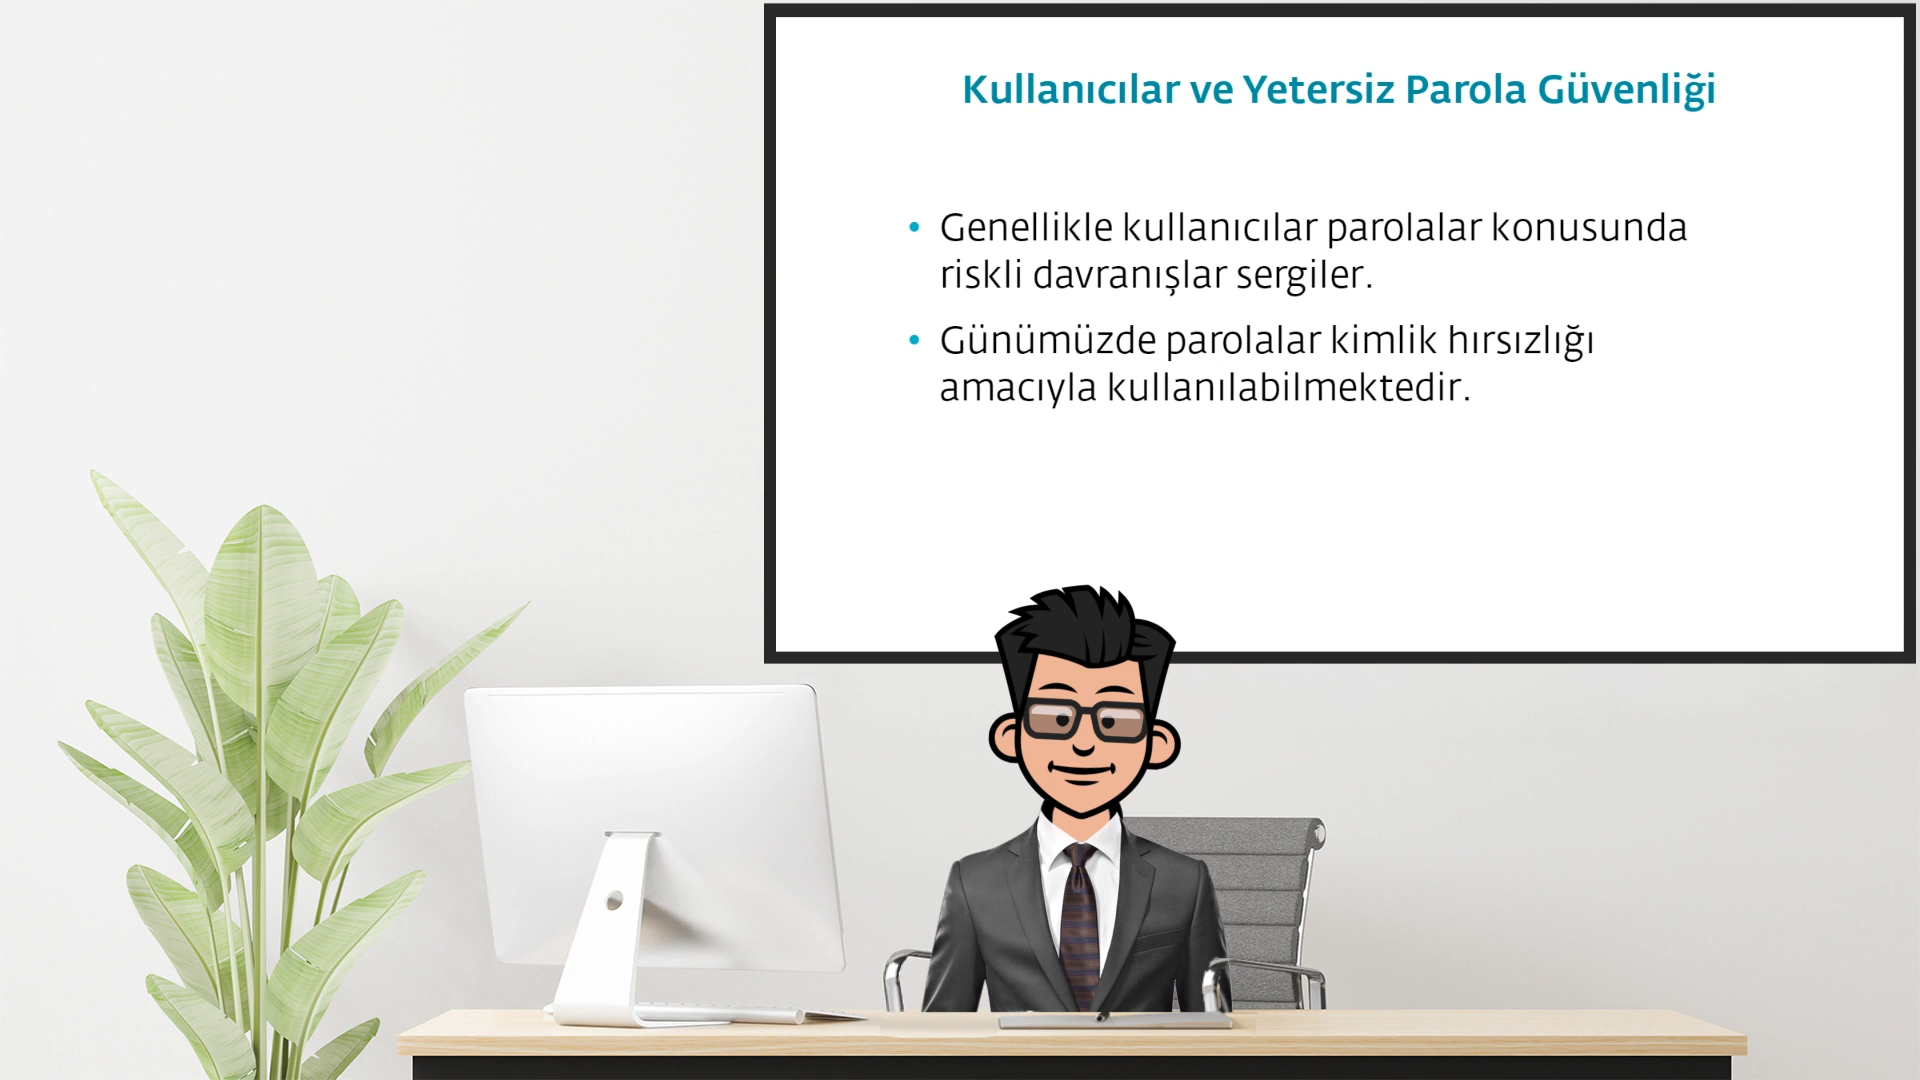 Kullanıcılar ve Yetersiz Parola Güvenliği
• Genellikle kullanıcılar parolalar konusunda
riskli davranışlar sergiler.
• Günümüzde parolalar kimlik hırsızlığı
amacıyla kullanılabilmektedir.